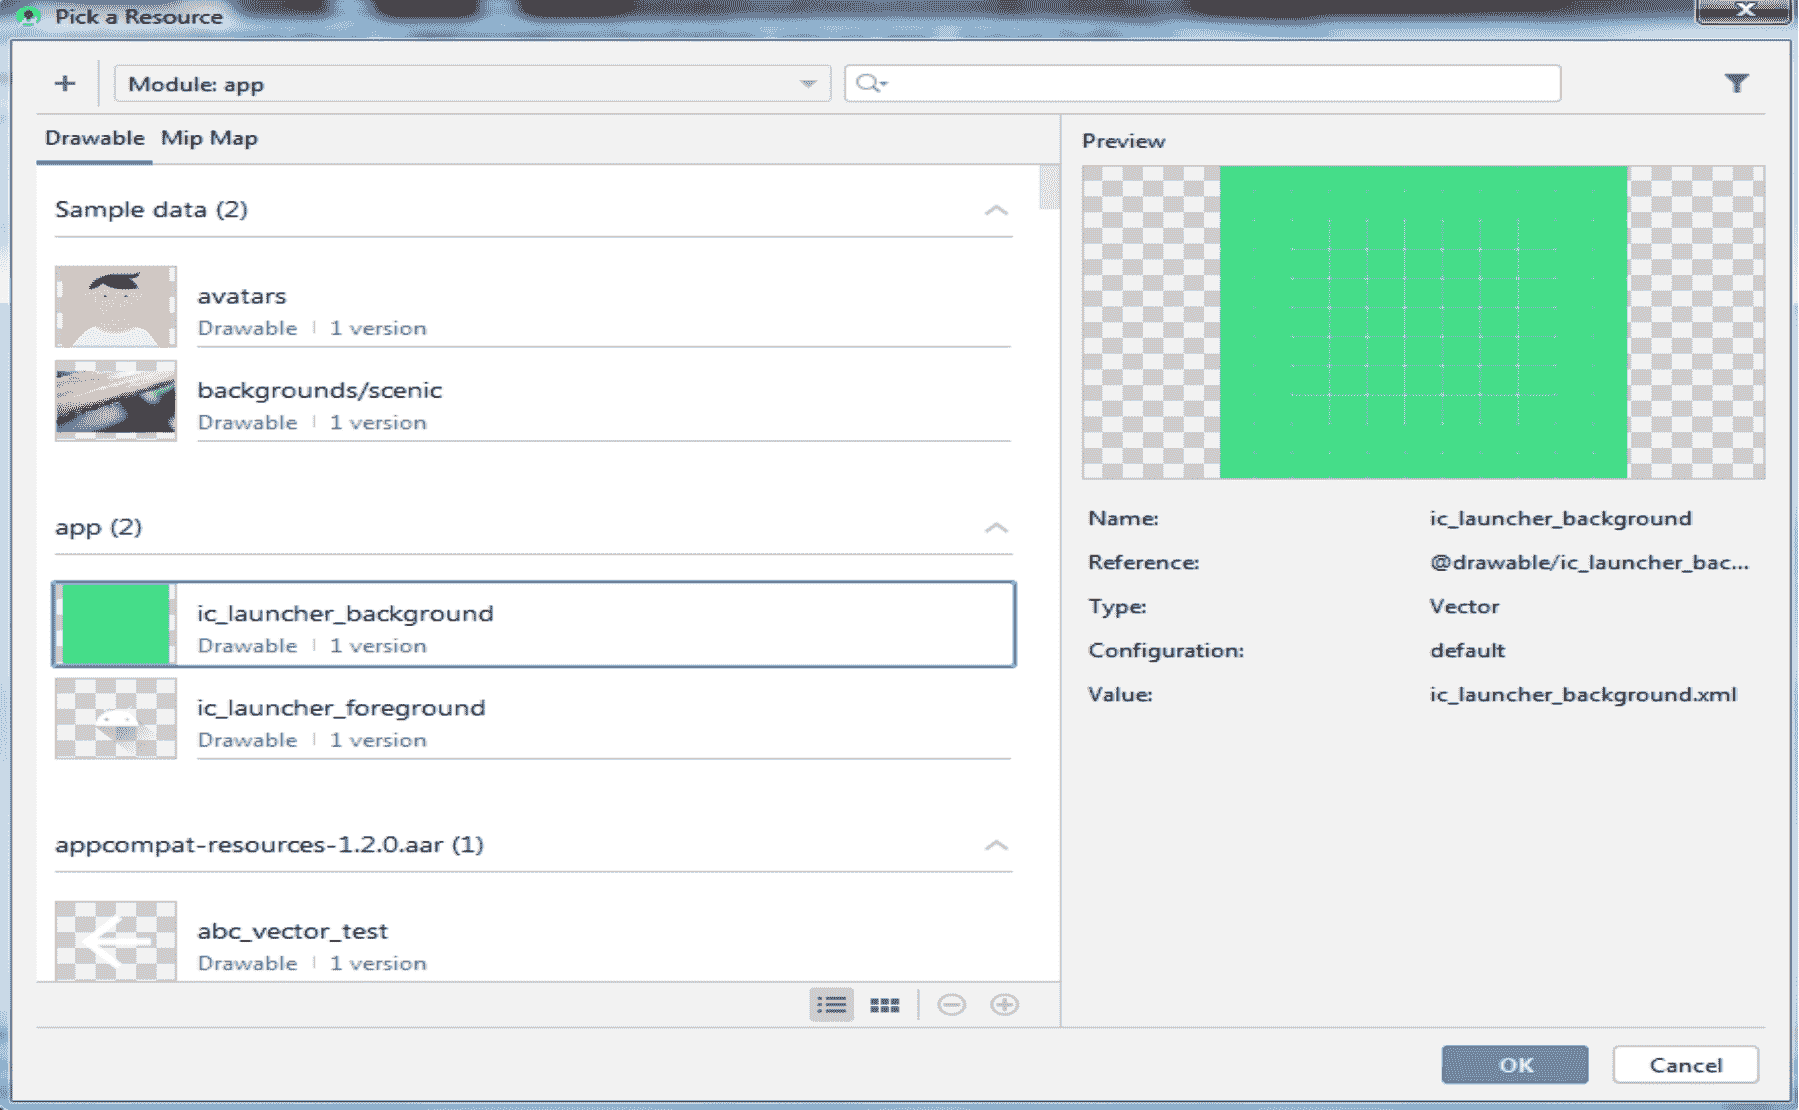 Pick a Resource
Module: app
Drawable Mip Map
Sample data (2)
avatars
Drawable | 1 version
backgrounds/scenic
Drawable | 1 version
app (2)
ic_launcher_background
Drawable | 1 version
ic_launcher_foreground
Drawable | 1 version
appcompat-resources-1.2.0.aar (1)
abc_vector_test
Drawable | 1 version
Preview
Name: ic_launcher_background
Reference: @drawable/ic_launcher_bac...
Type: Vector
Configuration: default
Value: ic_launcher_background.xml
OK Cancel